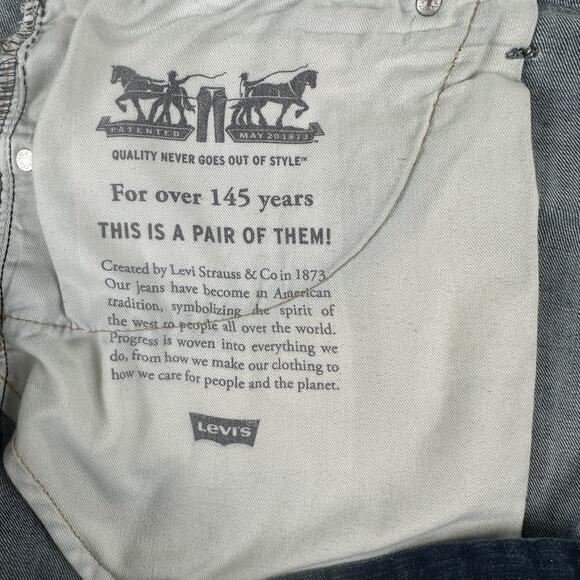 PATENTED MAY 20 1873
QUALITY NEVER GOES OUT OF STYLE™
For over 145 years
THIS IS A PAIR OF THEM!
Created by Levi Strauss & Co in 1873
Our jeans have become an American
tradition, symbolizing the spirit of
the west to people all over the world.
Progress is woven into everything we
do, from how we make our clothing to
how we care for people and the planet.
LEVI'S